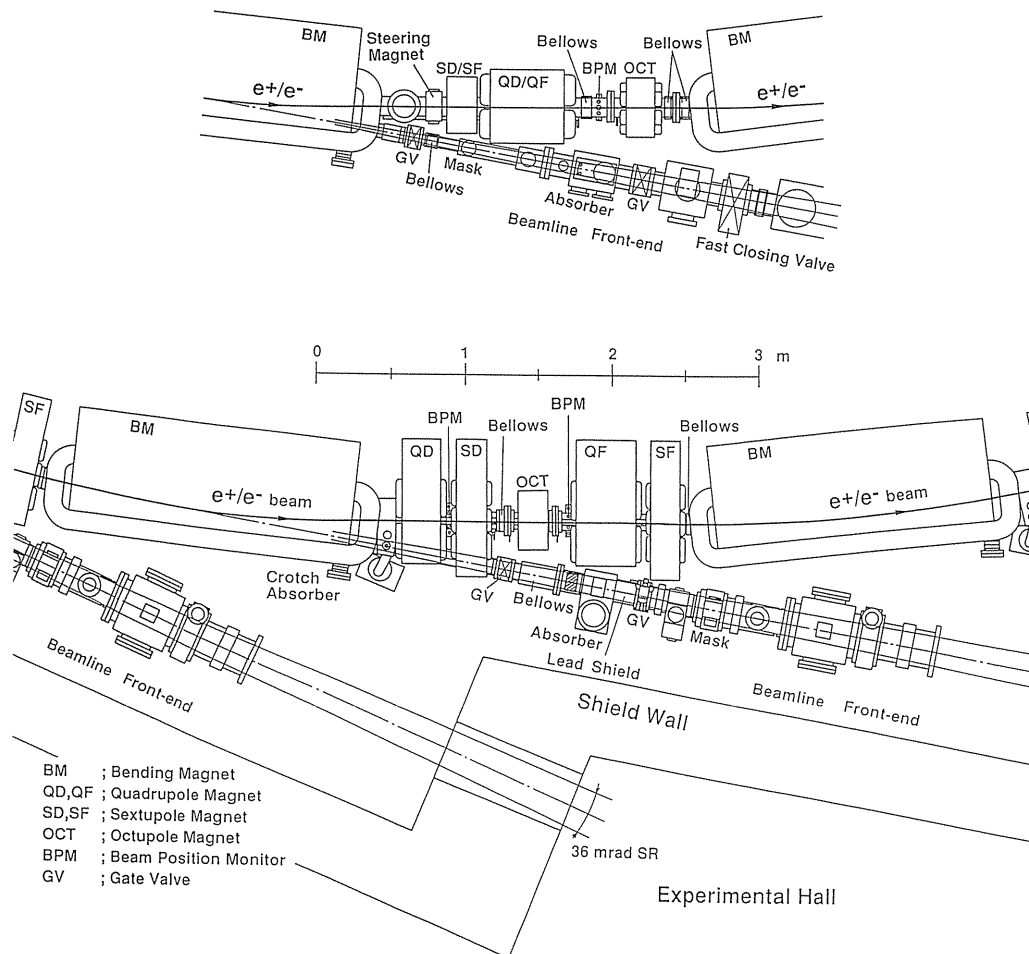 BM
Steering
Magnet
SD/SF
QD/QF
Bellows
BPM
OCT
Bellows
BM
e+/e-
e+/e-
GV
Bellows
Mask
Absorber
GV
Beamline Front-end
Fast Closing Valve
0 1 2 3 m
SF
BM
BPM
QD
SD
Bellows
OCT
BPM
QF
SF
Bellows
BM
e+/e- beam
e+/e- beam
Crotch
Absorber
GV
Bellows
Absorber
Lead Shield
GV
Mask
Beamline Front-end
Beamline Front-end
Shield Wall
BM ; Bending Magnet
QD,QF ; Quadrupole Magnet
SD,SF ; Sextupole Magnet
OCT ; Octupole Magnet
BPM ; Beam Position Monitor
GV ; Gate Valve
36 mrad SR
Experimental Hall